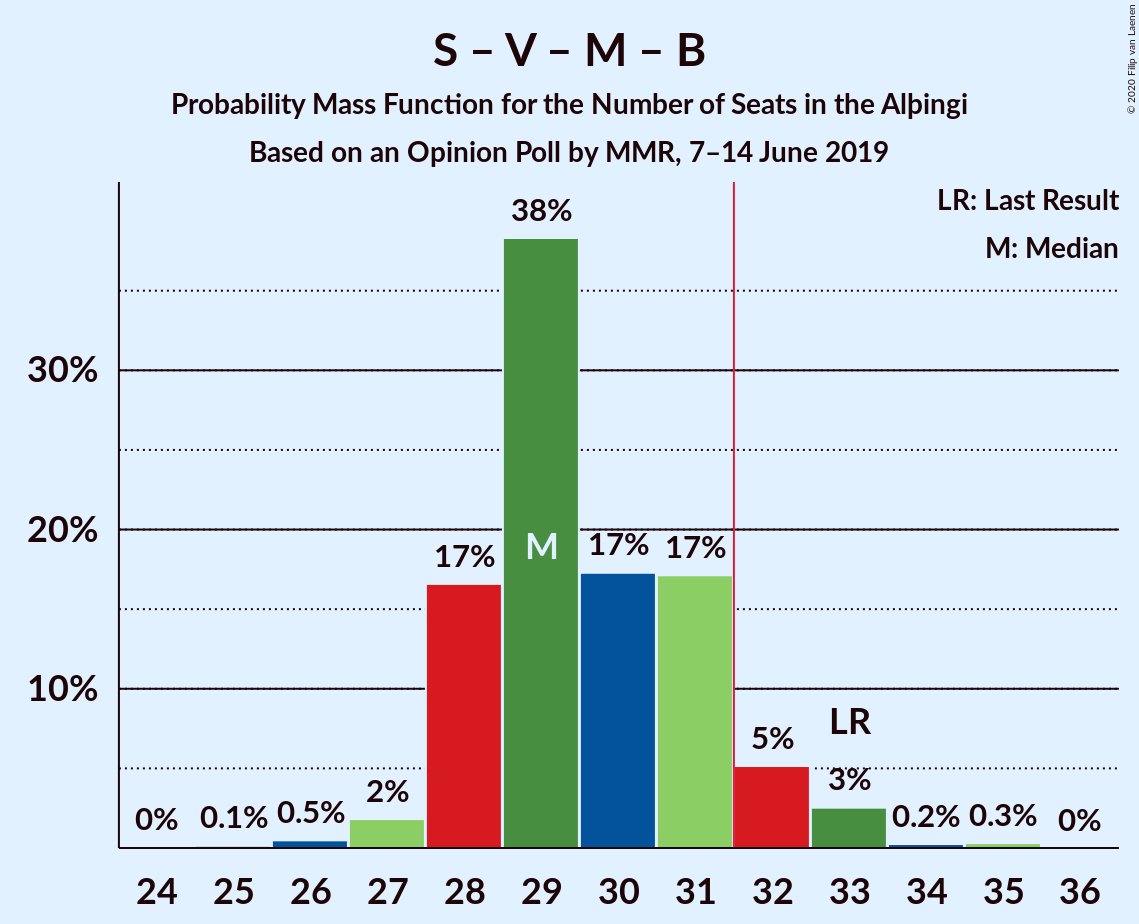 S – V – M – B
Probability Mass Function for the Number of Seats in the Alþingi
Based on an Opinion Poll by MMR, 7–14 June 2019
© 2020 Filip van Laenen
LR: Last Result
M: Median
38%
30%
20%
10%
17%
M
17%
17%
LR
5%
3%
0%
0.1%
0.5%
2%
0.2%
0.3%
0%
24 25 26 27 28 29 30 31 32 33 34 35 36